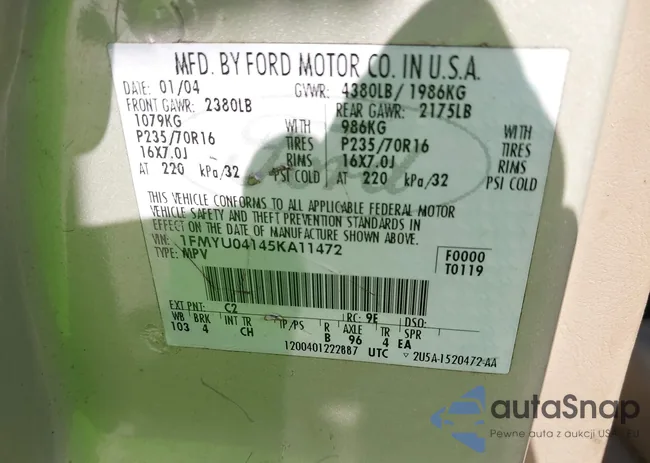 MFD. BY FORD MOTOR CO. IN U.S.A.
DATE: 01/04 GVWR: 4380LB/ 1986KG
FRONT GAWR: 2380LB REAR GAWR: 2175LB
1079KG WITH 986KG WITH
P235/70R16 TIRES P235/70R16 TIRES
16X7.0J RIMS 16X7.0J RIMS
AT 220 kPa/32 PSI COLD AT 220 kPa/32 PSI COLD
THIS VEHICLE CONFORMS TO ALL APPLICABLE FEDERAL MOTOR
VEHICLE SAFETY AND THEFT PREVENTION STANDARDS IN
EFFECT ON THE DATE OF MANUFACTURE SHOWN ABOVE.
VIN: 1FMYU04145KA11472
TYPE: MPV
F0000
T0119
EXT PNT: C2 RC: 9E DSO:
WB BRK INT TR TP/PS R AXLE TR SPR
103 4 CH B 96 4 EA
1200401222887 UTC 2U5A-1520472-AA
Ford
autaSnap
Pewne auta z aukcji USA/EU